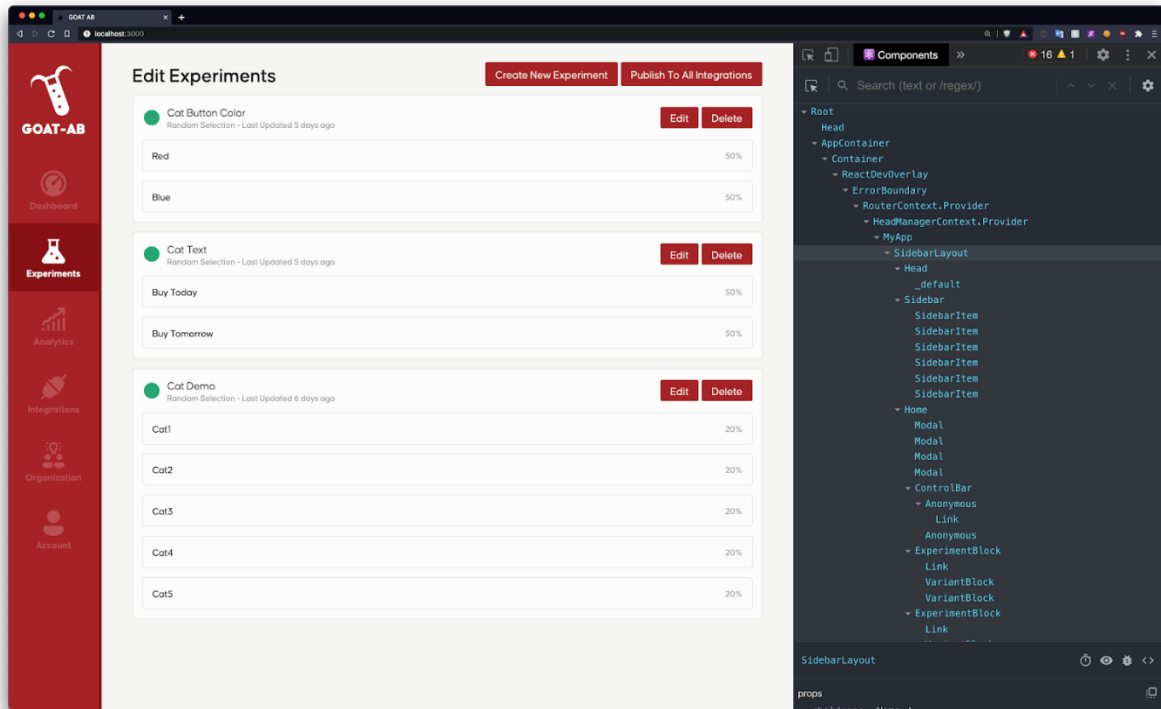 GOAT AB
localhost:3000
GOAT-AB
Dashboard
Experiments
Analytics
Integrations
Organization
Account
Edit Experiments
Create New Experiment
Publish To All Integrations
Cat Button Color
Random Selection - Last Updated 5 days ago
Edit
Delete
Red 50%
Blue 50%
Cat Text
Random Selection - Last Updated 5 days ago
Edit
Delete
Buy Today 50%
Buy Tomorrow 50%
Cat Demo
Random Selection - Last Updated 6 days ago
Edit
Delete
Cat1 20%
Cat2 20%
Cat3 20%
Cat4 20%
Cat5 20%
Components
16 1
Search (text or /regex/)
Root
Head
AppContainer
Container
ReactDevOverlay
ErrorBoundary
RouterContext.Provider
HeadManagerContext.Provider
MyApp
SidebarLayout
Head
_default
Sidebar
SidebarItem
SidebarItem
SidebarItem
SidebarItem
SidebarItem
SidebarItem
Home
Modal
Modal
Modal
Modal
ControlBar
Anonymous
Link
Anonymous
ExperimentBlock
Link
VariantBlock
VariantBlock
ExperimentBlock
Link
SidebarLayout
props